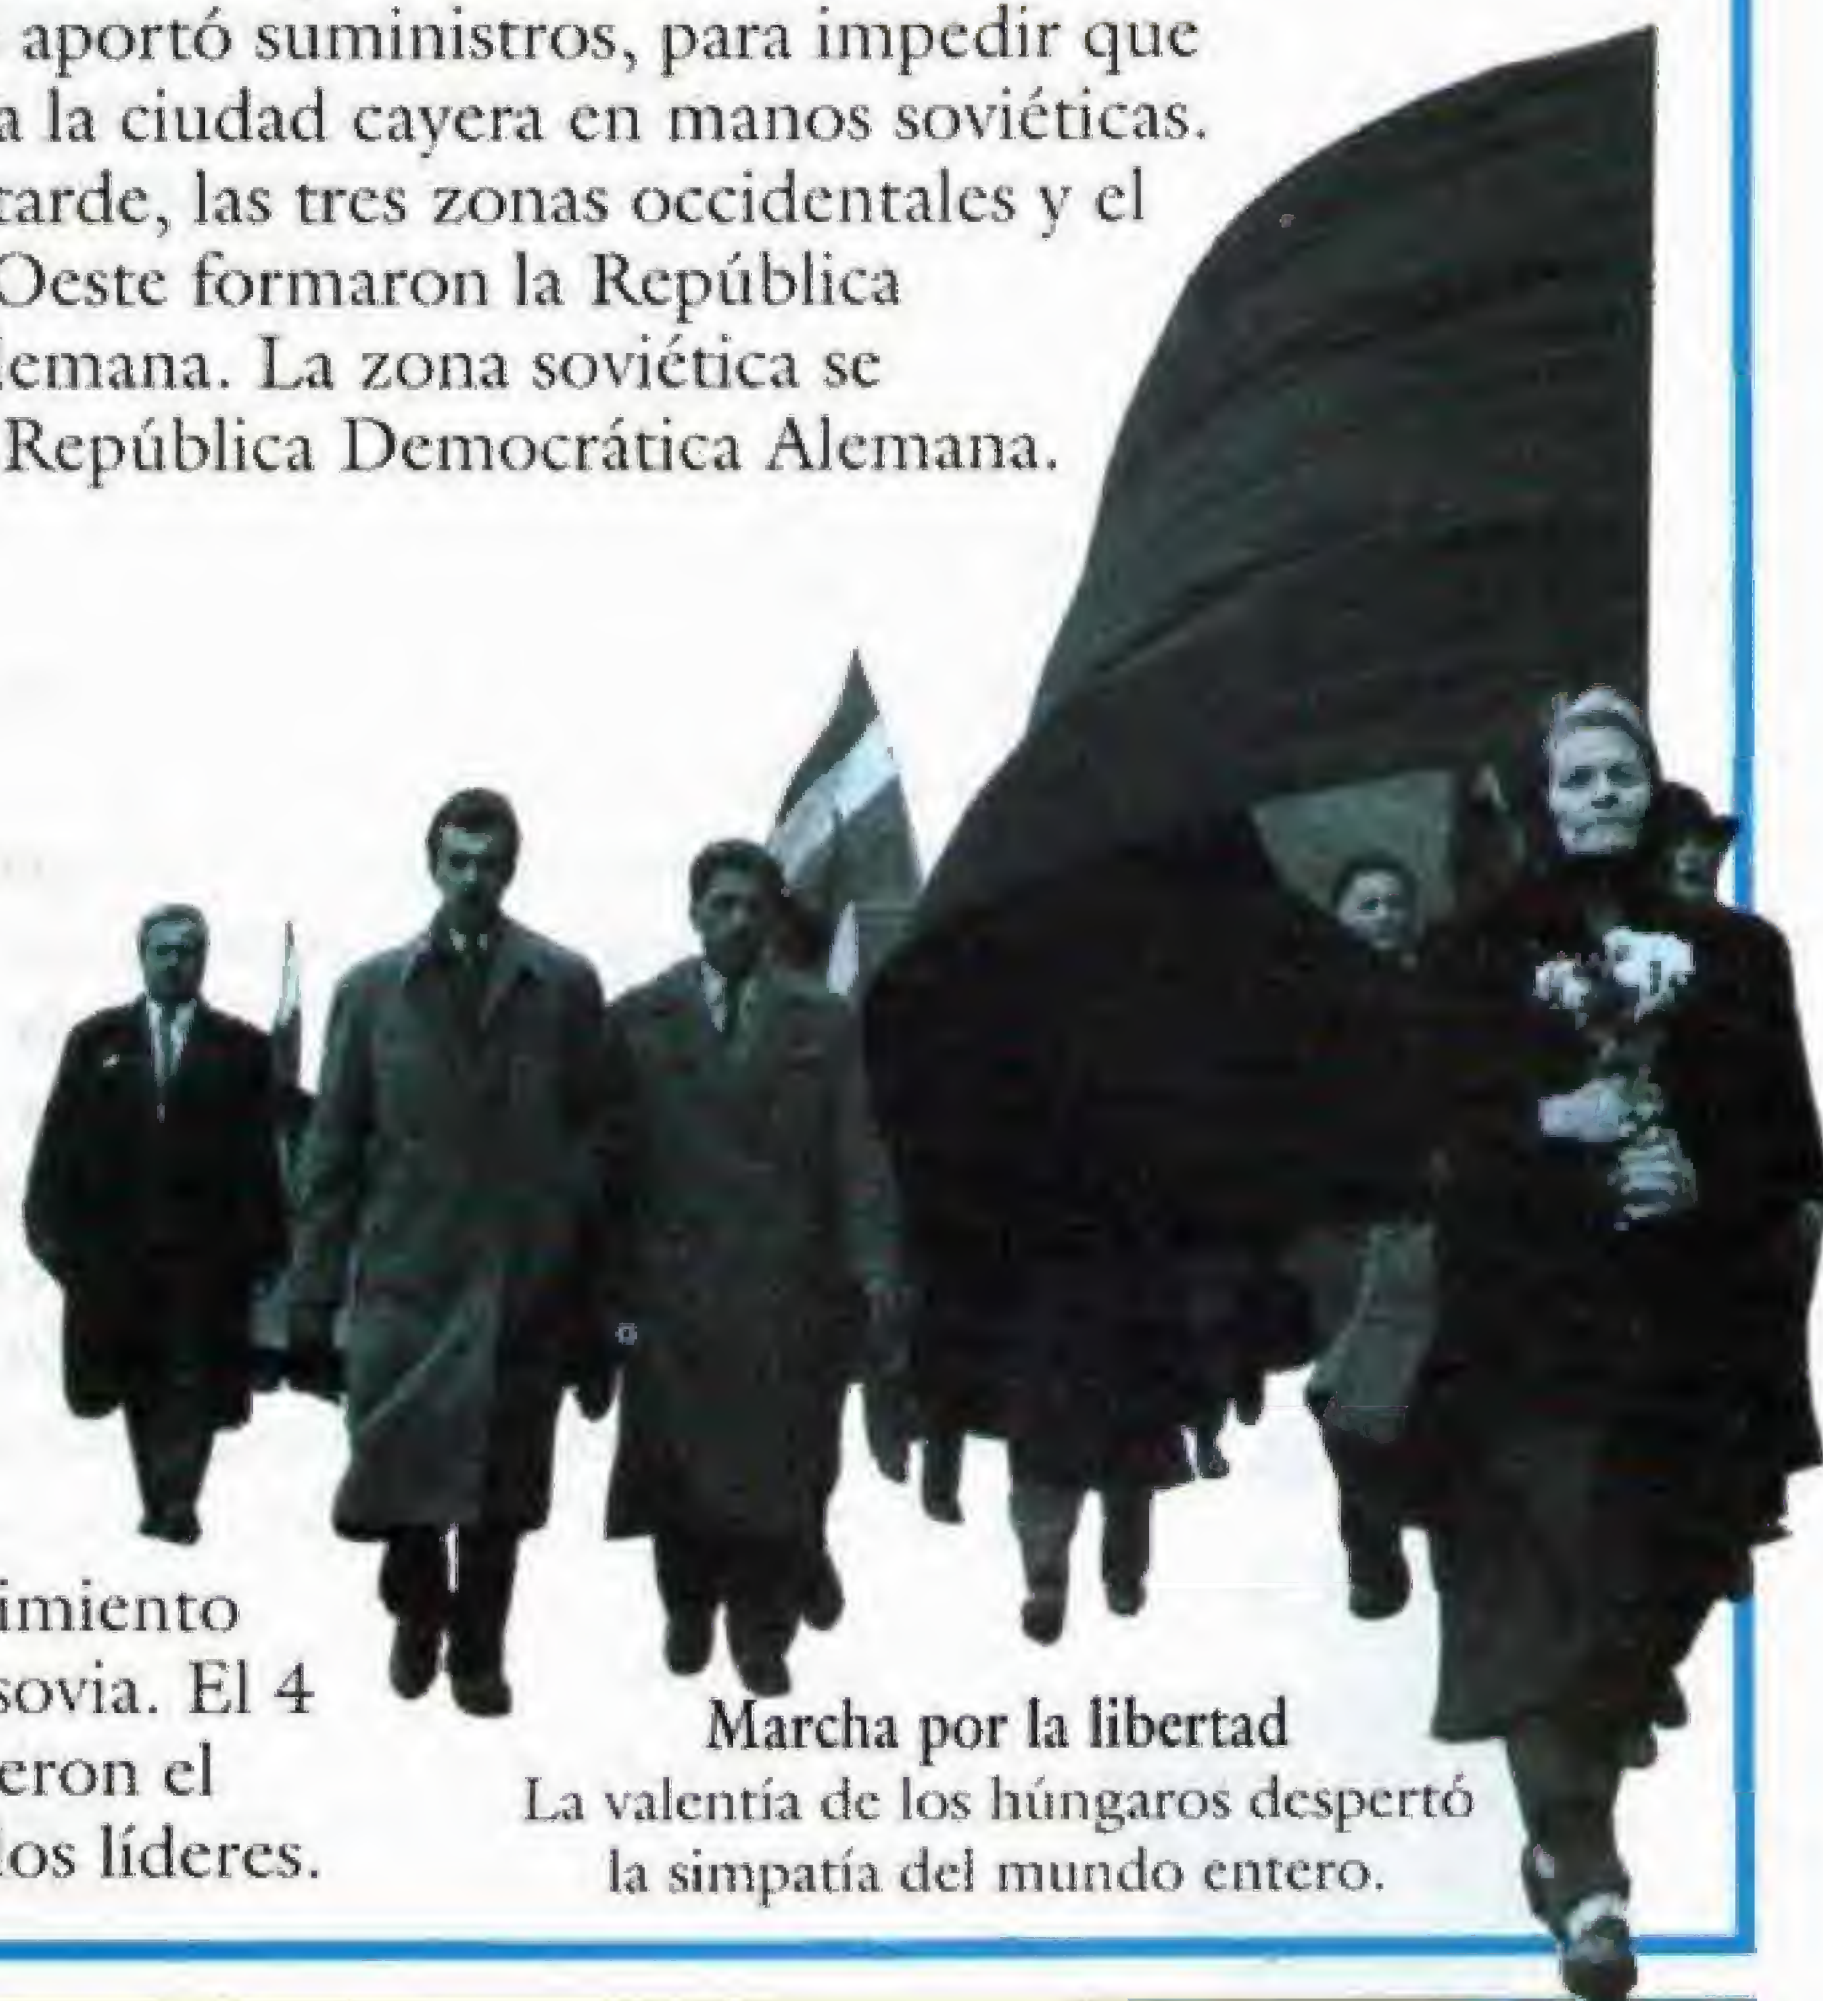 aportó suministros, para impedir que
a la ciudad cayera en manos soviéticas.
tarde, las tres zonas occidentales y el
Oeste formaron la República
lemana. La zona soviética se
República Democrática Alemana.
imiento
sovia. El 4
eron el
los líderes.
Marcha por la libertad
La valentía de los húngaros despertó
la simpatía del mundo entero.